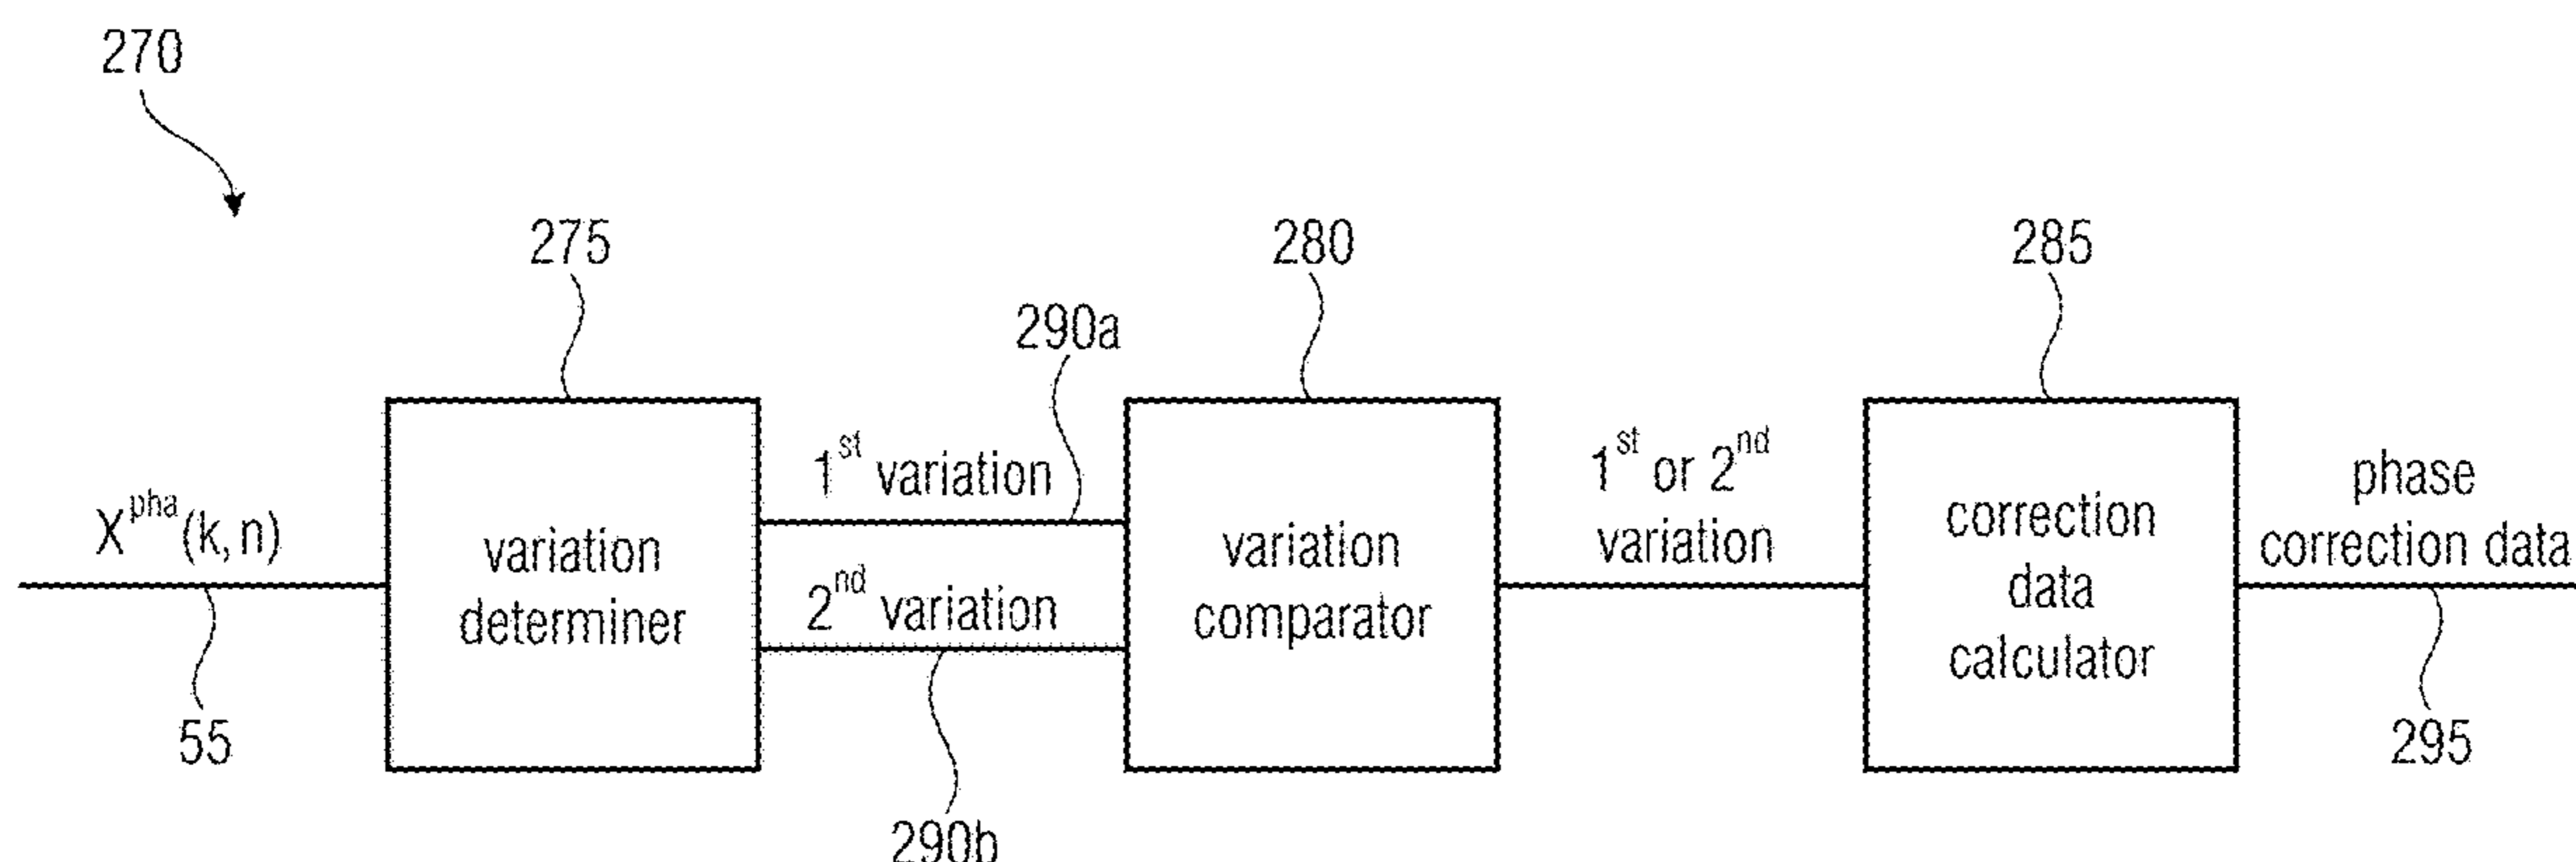 270
275
280
285
290a
1st variation
2nd variation
X^pha(k,n)
variation
determiner
variation
comparator
1st or 2nd
variation
correction
data
calculator
phase
correction data
55
290b
295